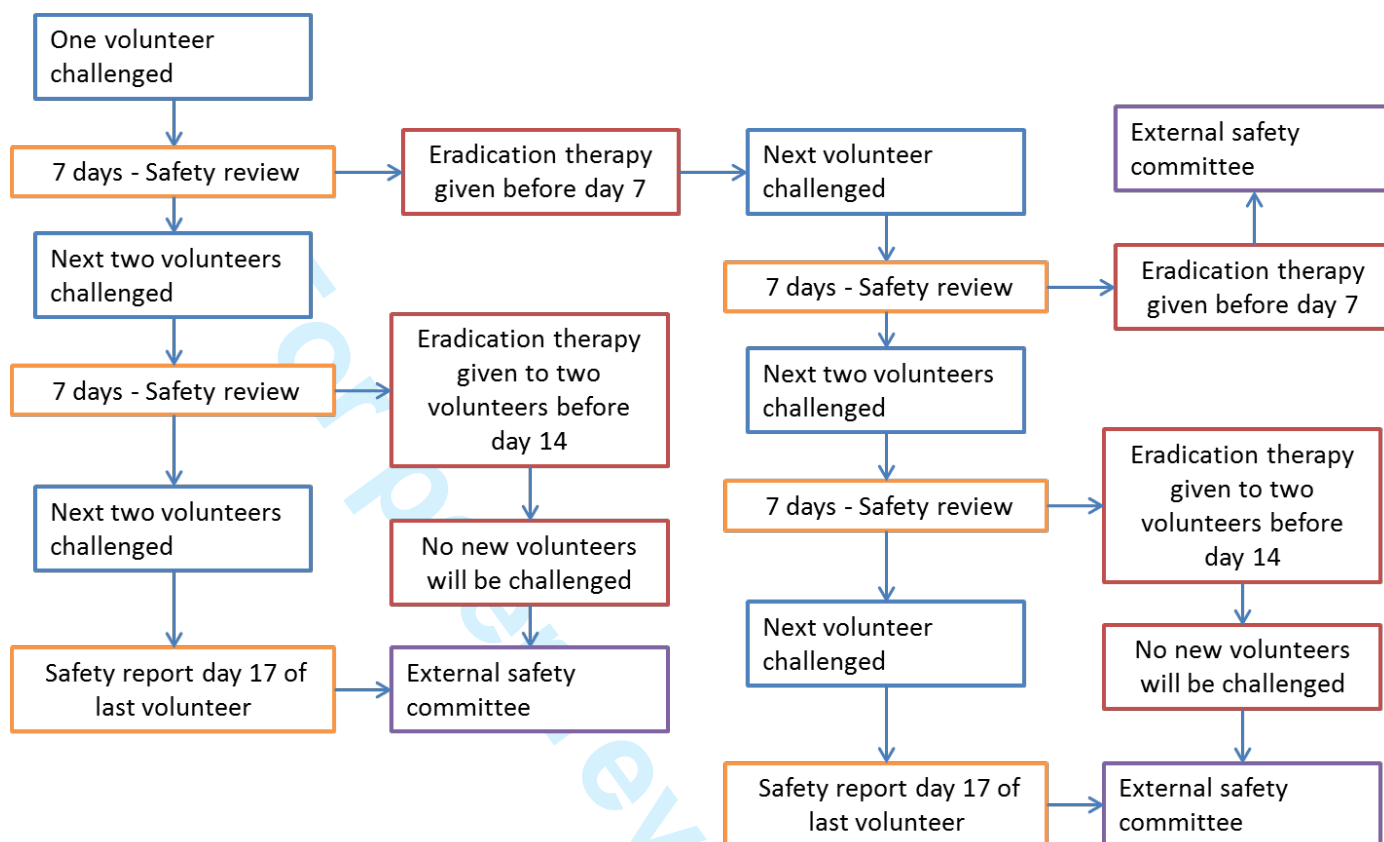 One volunteer
challenged
7 days - Safety review
Eradication therapy
given before day 7
Next volunteer
challenged
External safety
committee
Next two volunteers
challenged
7 days - Safety review
Eradication therapy
given before day 7
7 days - Safety review
Eradication therapy
given to two
volunteers before
day 14
Next two volunteers
challenged
Next two volunteers
challenged
No new volunteers
will be challenged
7 days - Safety review
Eradication therapy
given to two
volunteers before
day 14
Safety report day 17 of
last volunteer
External safety
committee
Next volunteer
challenged
No new volunteers
will be challenged
Safety report day 17 of
last volunteer
External safety
committee